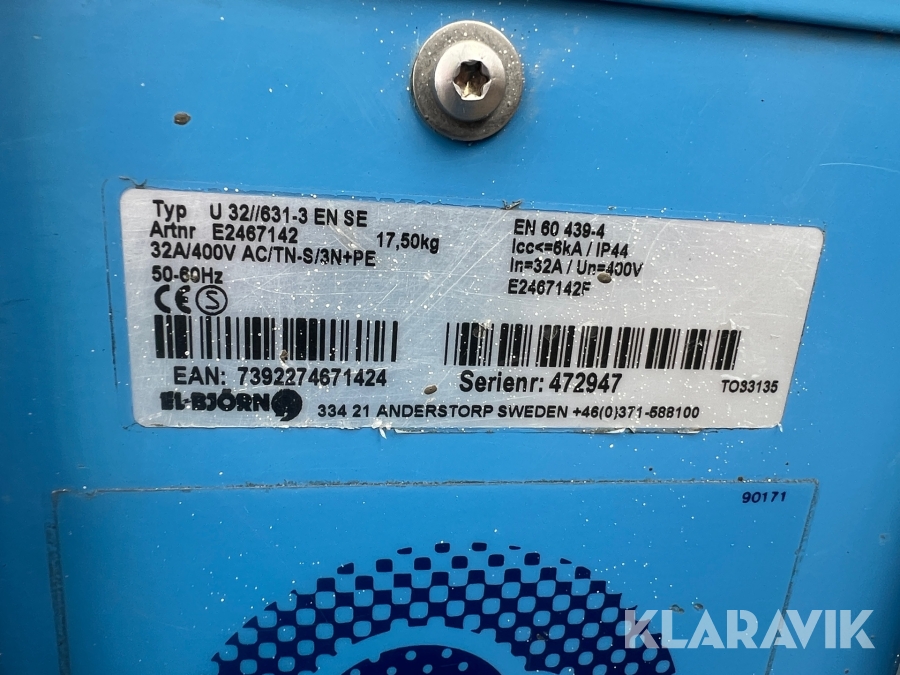 Typ U 32//631-3 EN SE
Artnr E2467142 17,50kg
32A/400V AC/TN-S/3N+PE
50-60Hz
CE S
EN 60 439-4
Icc<=6kA / IP44
In=32A / Un=400V
E2467142F
EAN: 7392274671424
Serienr: 472947
TO33135
EL-BJÖRN
334 21 ANDERSTORP SWEDEN +46(0)371-588100
90171
KLARAVIK